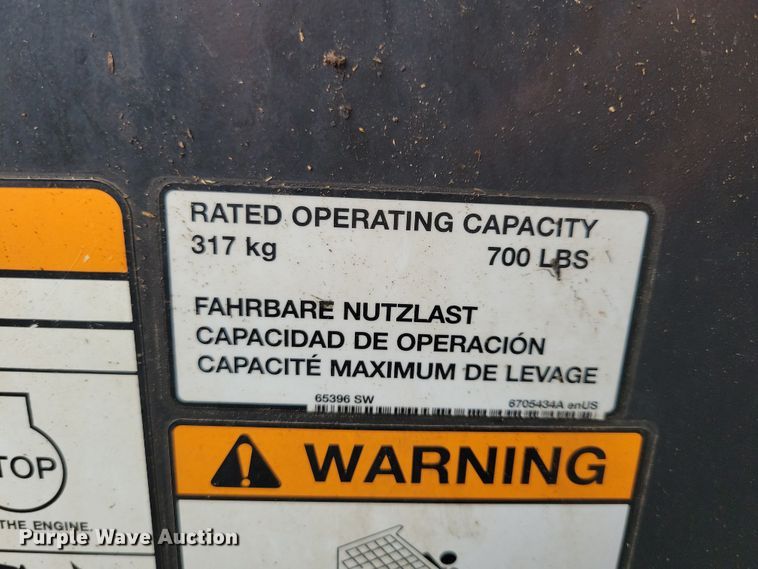 RATED OPERATING CAPACITY
317 kg 700 LBS
FAHRBARE NUTZLAST
CAPACIDAD DE OPERACIÓN
CAPACITÉ MAXIMUM DE LEVAGE
65396 SW 6705434A enUS
WARNING
TOP
THE ENGINE.
Purple Wave Auction